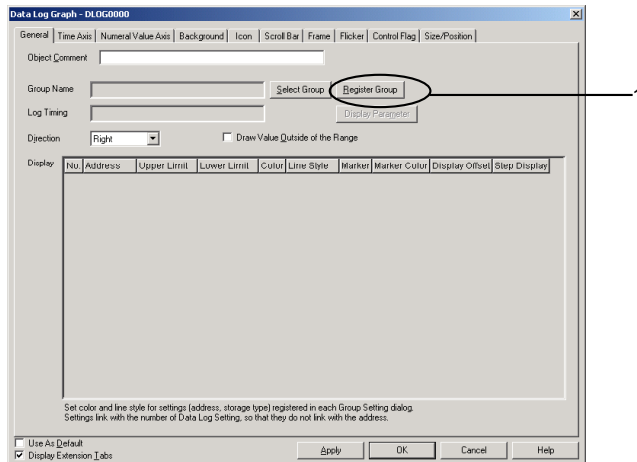 Data Log Graph - DLOG0000
General Time Axis Numeral Value Axis Background Icon Scroll Bar Frame Flicker Control Flag Size/Position
Object Comment
Group Name Select Group Register Group
1
Log Timing Display Parameter
Direction Right Draw Value Outside of the Range
Display No. Address Upper Limit Lower Limit Color Line Style Marker Marker Color Display Offset Step Display
Set color and line style for settings (address, storage type) registered in each Group Setting dialog.
Settings link with the number of Data Log Setting, so that they do not link with the address.
Use As Default
Display Extension Tabs
Apply OK Cancel Help